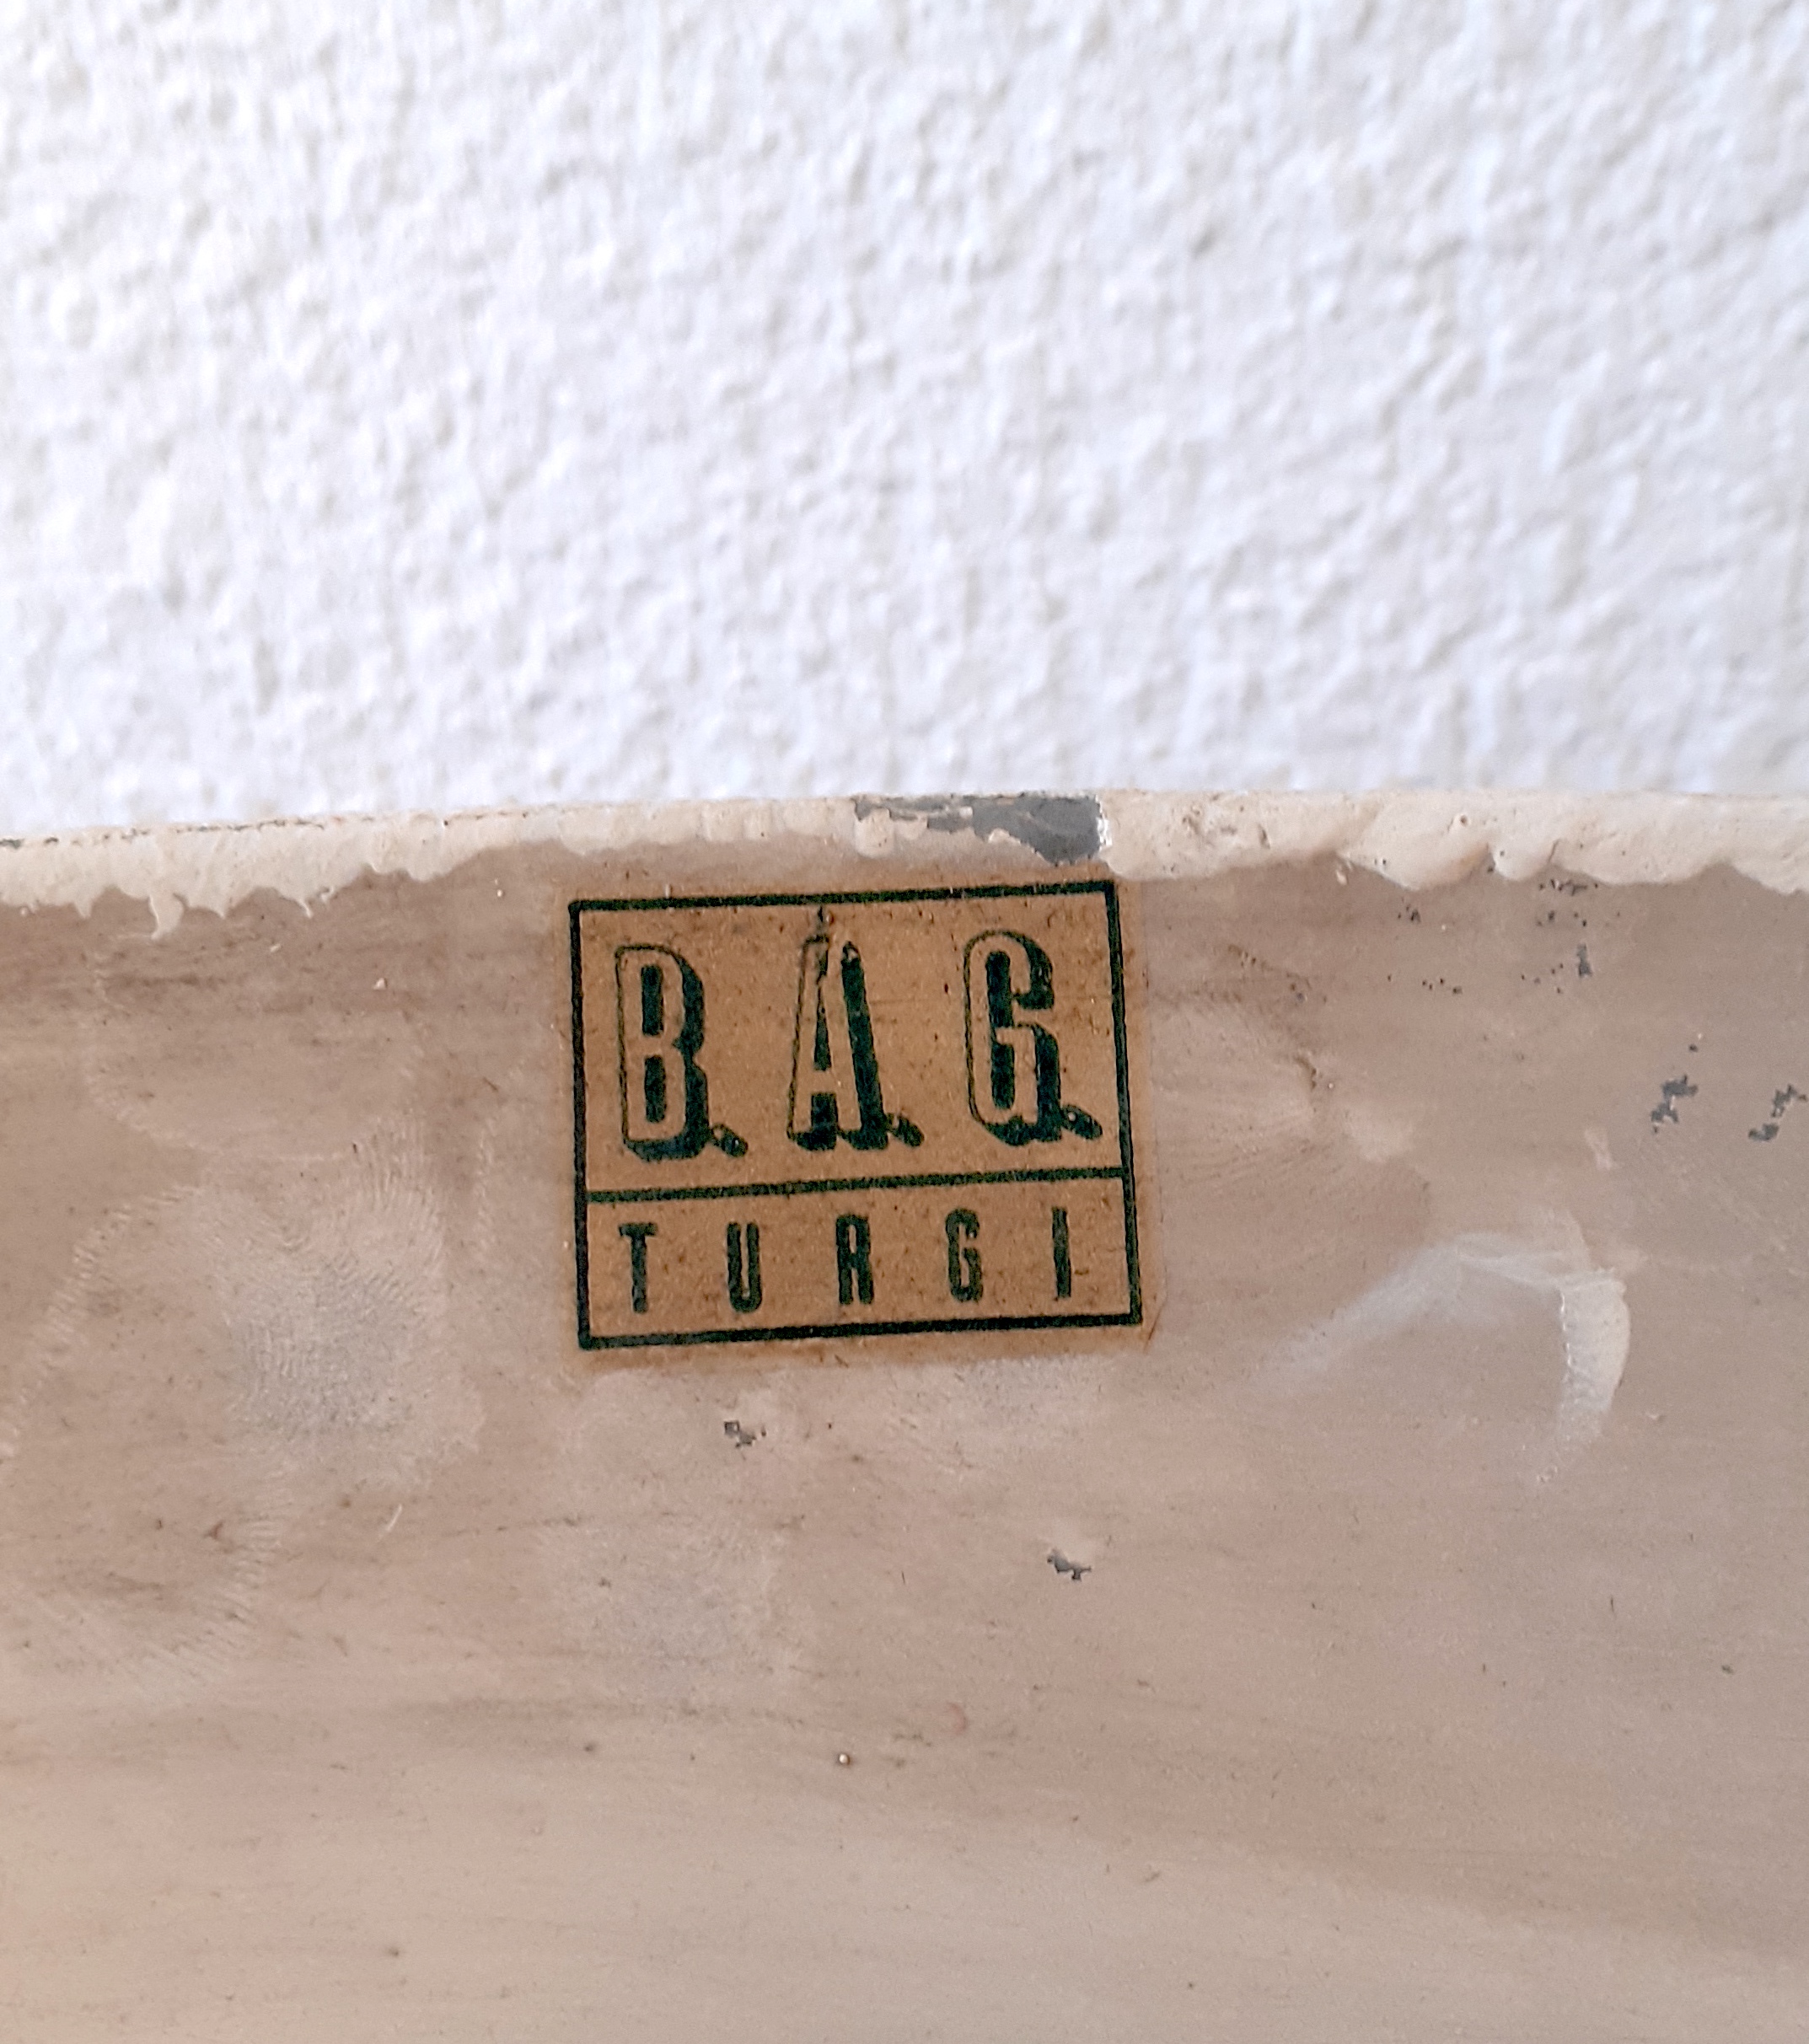 B. A. G.
TURGI